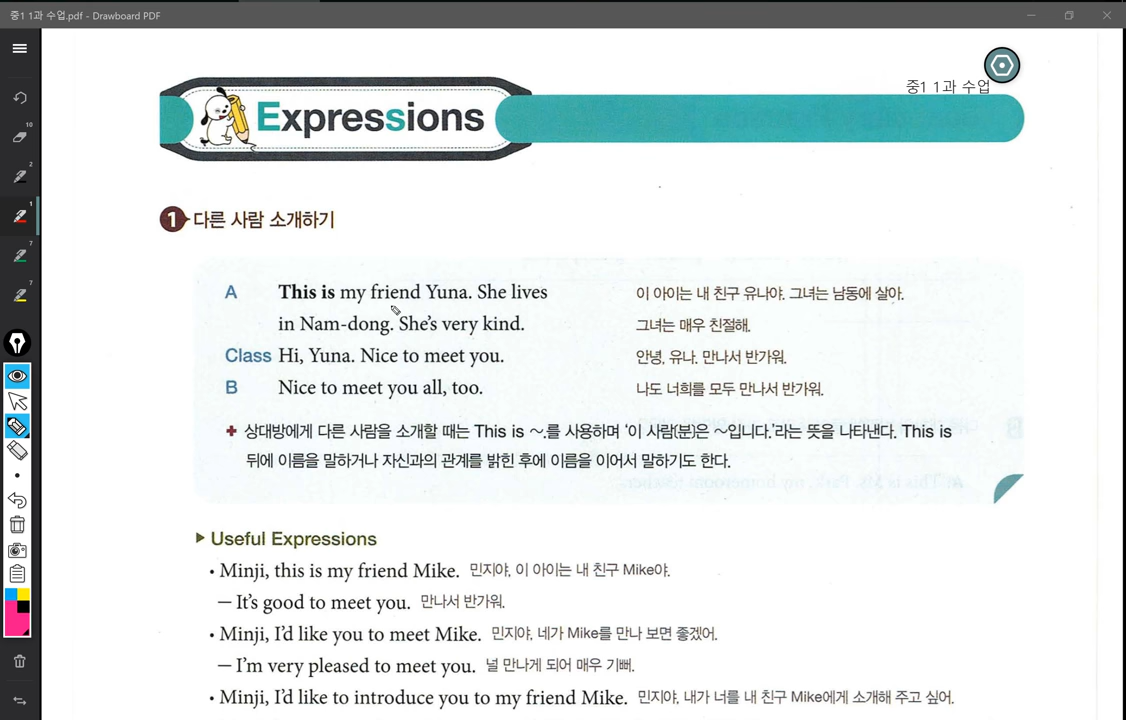 중1 1과 수업.pdf - Drawboard PDF
중1 1과 수업
Expressions
1 다른 사람 소개하기
A This is my friend Yuna. She lives 이 아이는 내 친구 유나야. 그녀는 남동에 살아.
in Nam-dong. She's very kind. 그녀는 매우 친절해.
Class Hi, Yuna. Nice to meet you. 안녕, 유나. 만나서 반가워.
B Nice to meet you all, too. 나도 너희를 모두 만나서 반가워.
+ 상대방에게 다른 사람을 소개할 때는 This is ~.를 사용하며 '이 사람(분)은 ~입니다.'라는 뜻을 나타낸다. This is
뒤에 이름을 말하거나 자신과의 관계를 밝힌 후에 이름을 이어서 말하기도 한다.
Useful Expressions
• Minji, this is my friend Mike. 민지야, 이 아이는 내 친구 Mike야.
— It's good to meet you. 만나서 반가워.
• Minji, I'd like you to meet Mike. 민지야, 네가 Mike를 만나 보면 좋겠어.
— I'm very pleased to meet you. 널 만나게 되어 매우 기뻐.
• Minji, I'd like to introduce you to my friend Mike. 민지야, 내가 너를 내 친구 Mike에게 소개해 주고 싶어.
10
2
1
7
7